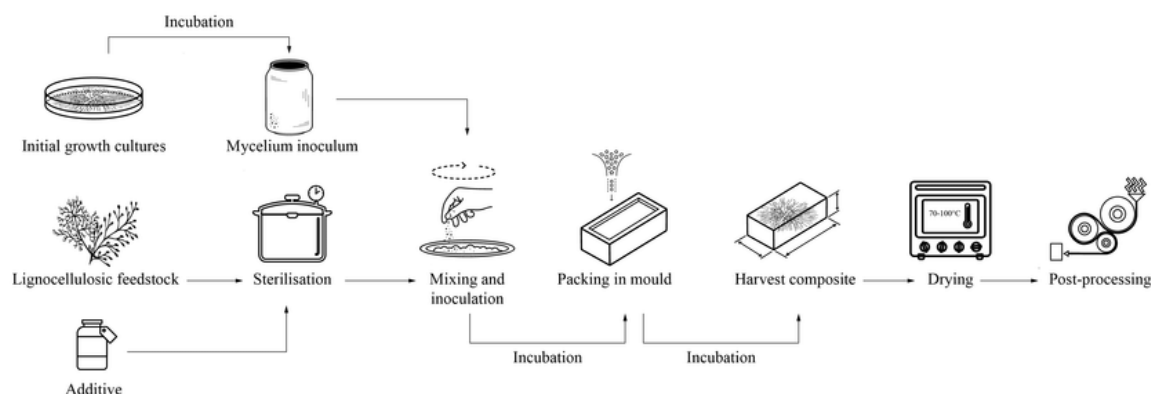 Incubation
Initial growth cultures
Mycelium inoculum
70-100°C
Lignocellulosic feedstock
Sterilisation
Mixing and
inoculation
Packing in mould
Harvest composite
Drying
Post-processing
Incubation
Incubation
Additive